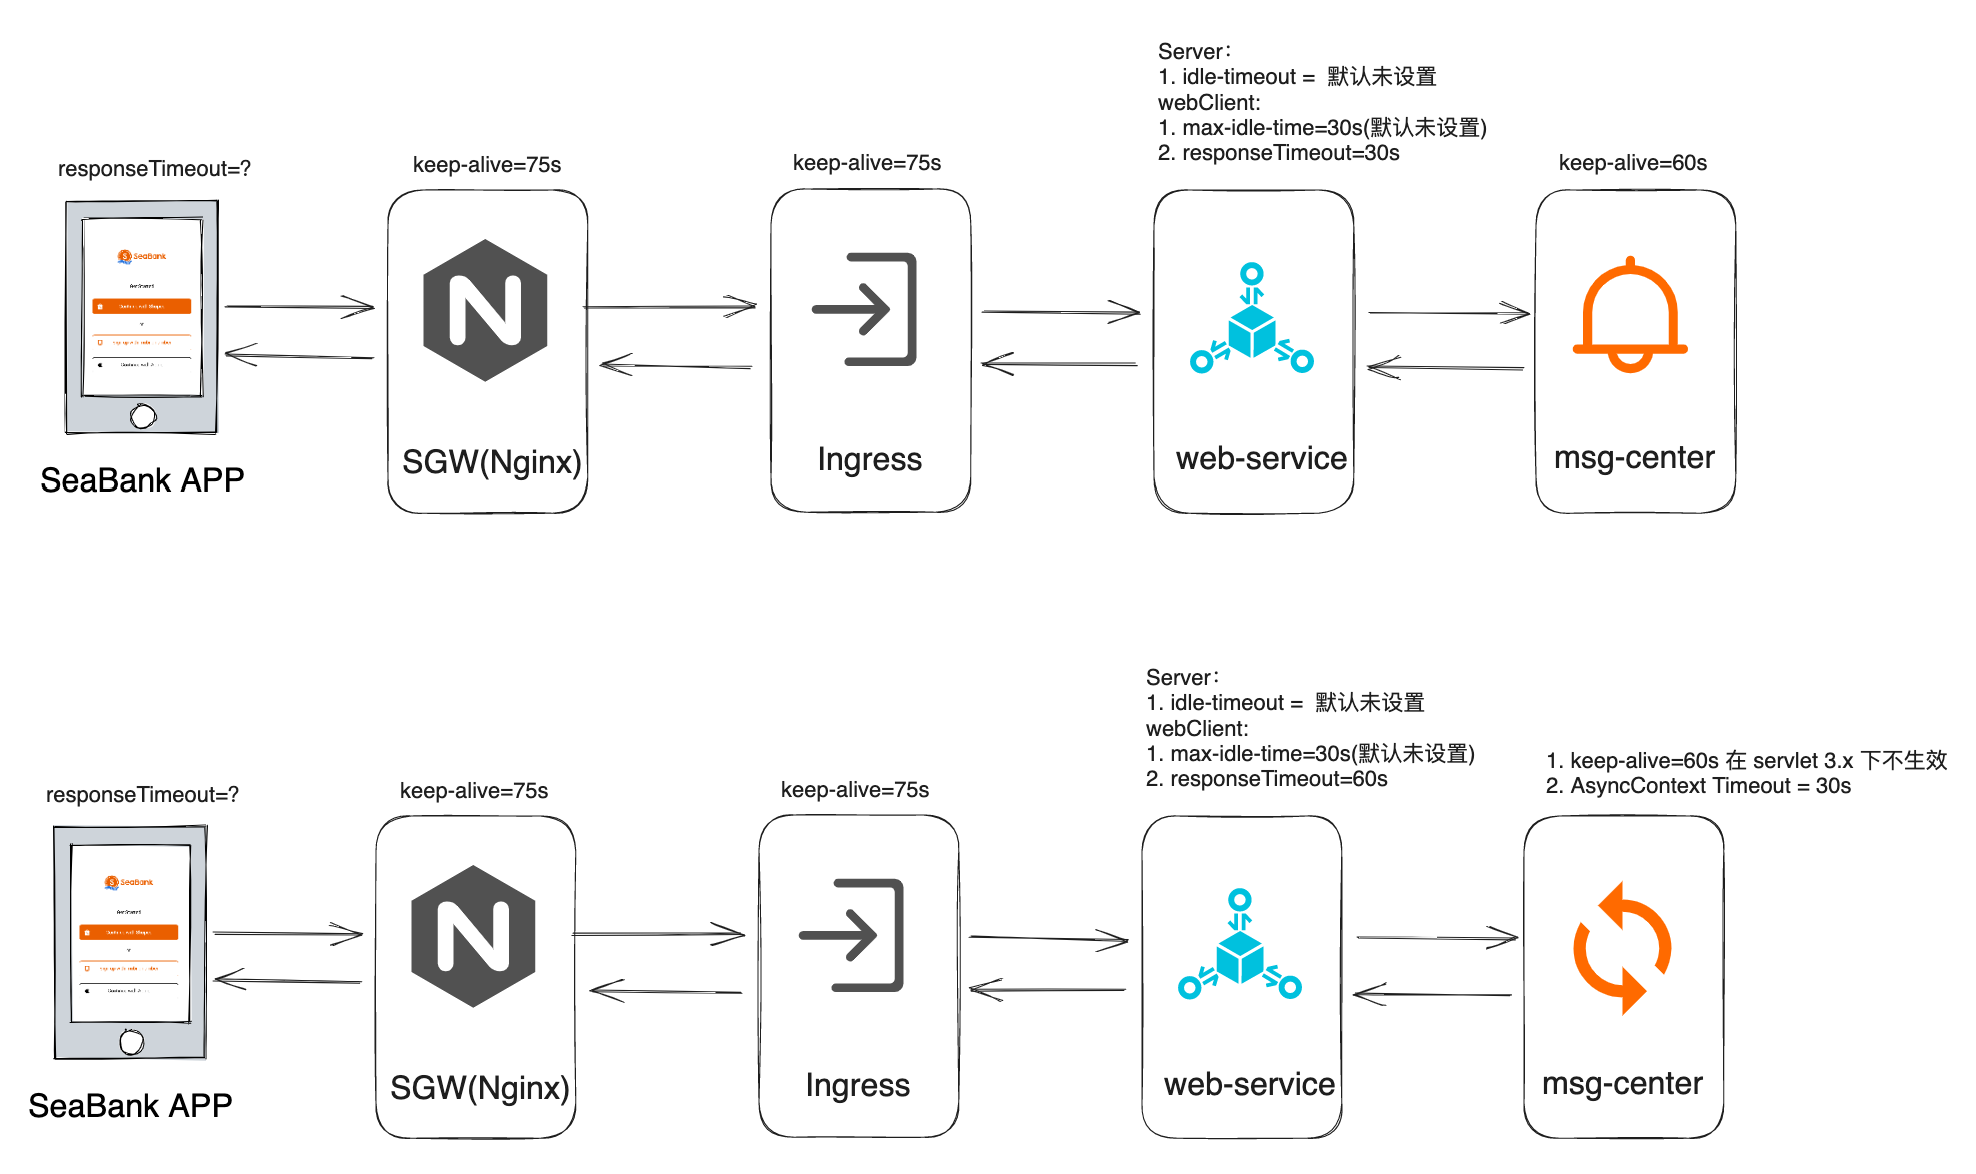 Server：
1. idle-timeout = 默认未设置
webClient:
1. max-idle-time=30s(默认未设置)
2. responseTimeout=30s
responseTimeout=?
keep-alive=75s
keep-alive=75s
keep-alive=60s
SeaBank
Get Started
SeaBank APP
SGW(Nginx)
Ingress
web-service
msg-center
Server：
1. idle-timeout = 默认未设置
webClient:
1. max-idle-time=30s(默认未设置)
2. responseTimeout=60s
1. keep-alive=60s 在 servlet 3.x 下不生效
2. AsyncContext Timeout = 30s
responseTimeout=?
keep-alive=75s
keep-alive=75s
SeaBank
Get Started
SeaBank APP
SGW(Nginx)
Ingress
web-service
msg-center